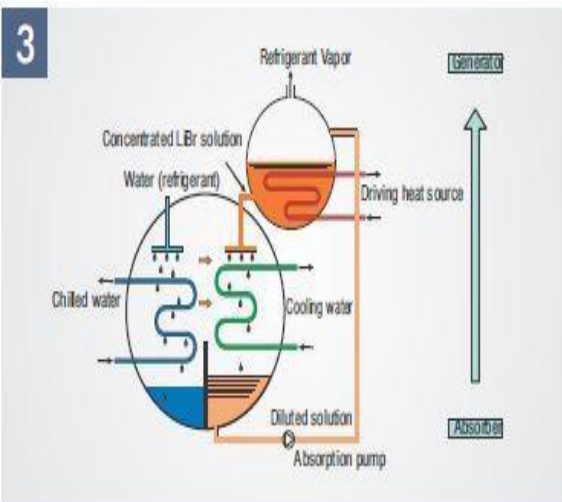 3
Refrigerant Vapor
Generator
Concentrated LiBr solution
Water (refrigerant)
Driving heat source
Chilled water
Cooling water
Diluted solution
Absorber
Absorption pump